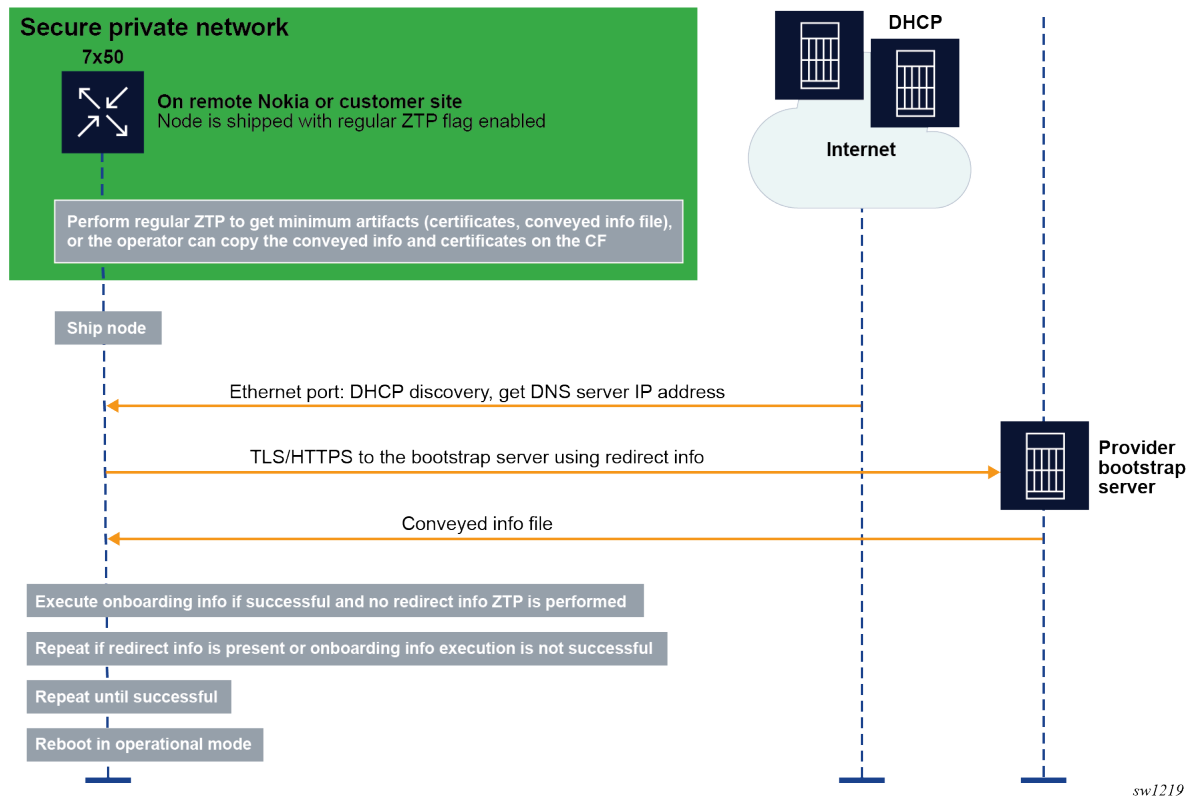 Secure private network
7x50
On remote Nokia or customer site
Node is shipped with regular ZTP flag enabled
DHCP
Internet
Perform regular ZTP to get minimum artifacts (certificates, conveyed info file),
or the operator can copy the conveyed info and certificates on the CF
Ship node
Ethernet port: DHCP discovery, get DNS server IP address
TLS/HTTPS to the bootstrap server using redirect info
Provider
bootstrap
server
Conveyed info file
Execute onboarding info if successful and no redirect info ZTP is performed
Repeat if redirect info is present or onboarding info execution is not successful
Repeat until successful
Reboot in operational mode
sw1219